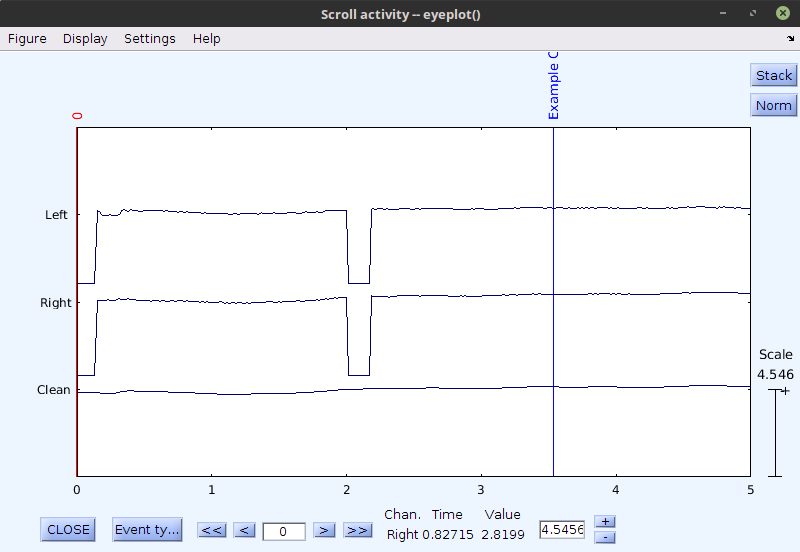 Scroll activity -- eyeplot()
Figure Display Settings Help
0
Example C
Stack
Norm
Left
Right
Clean
Scale
4.546
+
0 1 2 3 4 5
Chan. Time Value
Right 0.82715 2.8199
CLOSE
Event ty...
<< < 0 > >>
4.5456
+
-